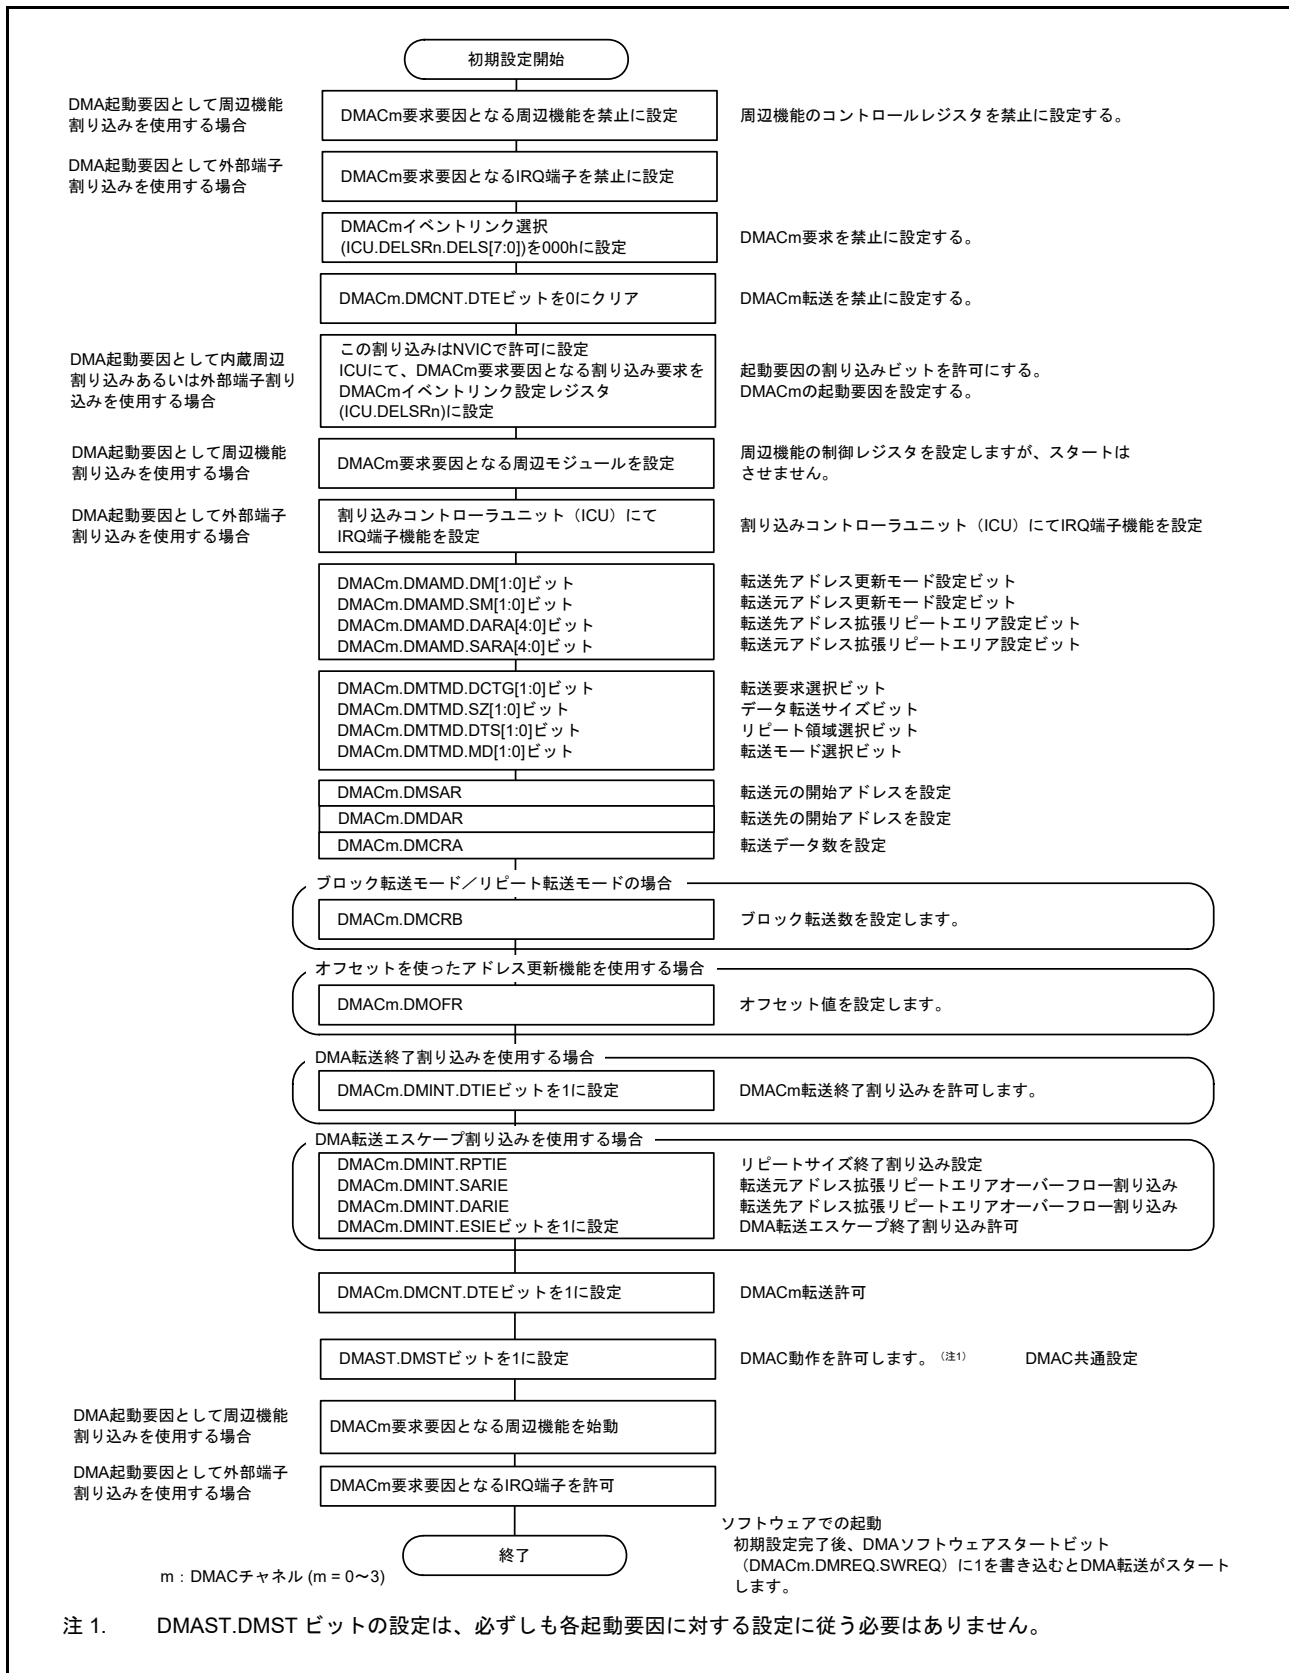 初期設定開始
DMA起動要因として周辺機能
割り込みを使用する場合
DMACm要求要因となる周辺機能を禁止に設定
周辺機能のコントロールレジスタを禁止に設定する。
DMA起動要因として外部端子
割り込みを使用する場合
DMACm要求要因となるIRQ端子を禁止に設定
DMACmイベントリンク選択
(ICU.DELSRn.DELS[7:0])を000hに設定
DMACm要求を禁止に設定する。
DMACm.DMCNT.DTEビットを0にクリア
DMACm転送を禁止に設定する。
DMA起動要因として内蔵周辺
割り込みあるいは外部端子割り
込みを使用する場合
この割り込みはNVICで許可に設定
ICUにて、DMACm要求要因となる割り込み要求を
DMACmイベントリンク設定レジスタ
(ICU.DELSRn)に設定
起動要因の割り込みビットを許可にする。
DMACmの起動要因を設定する。
DMA起動要因として周辺機能
割り込みを使用する場合
DMACm要求要因となる周辺モジュールを設定
周辺機能の制御レジスタを設定しますが、スタートは
させません。
DMA起動要因として外部端子
割り込みを使用する場合
割り込みコントローラユニット（ICU）にて
IRQ端子機能を設定
割り込みコントローラユニット（ICU）にてIRQ端子機能を設定
DMACm.DMAMD.DM[1:0]ビット
DMACm.DMAMD.SM[1:0]ビット
DMACm.DMAMD.DARA[4:0]ビット
DMACm.DMAMD.SARA[4:0]ビット
転送先アドレス更新モード設定ビット
転送元アドレス更新モード設定ビット
転送先アドレス拡張リピートエリア設定ビット
転送元アドレス拡張リピートエリア設定ビット
DMACm.DMTMD.DCTG[1:0]ビット
DMACm.DMTMD.SZ[1:0]ビット
DMACm.DMTMD.DTS[1:0]ビット
DMACm.DMTMD.MD[1:0]ビット
転送要求選択ビット
データ転送サイズビット
リピート領域選択ビット
転送モード選択ビット
DMACm.DMSAR
転送元の開始アドレスを設定
DMACm.DMDAR
転送先の開始アドレスを設定
DMACm.DMCRA
転送データ数を設定
ブロック転送モード／リピート転送モードの場合
DMACm.DMCRB
ブロック転送数を設定します。
オフセットを使ったアドレス更新機能を使用する場合
DMACm.DMOFR
オフセット値を設定します。
DMA転送終了割り込みを使用する場合
DMACm.DMINT.DTIEビットを1に設定
DMACm転送終了割り込みを許可します。
DMA転送エスケープ割り込みを使用する場合
DMACm.DMINT.RPTIE
DMACm.DMINT.SARIE
DMACm.DMINT.DARIE
DMACm.DMINT.ESIEビットを1に設定
リピートサイズ終了割り込み設定
転送元アドレス拡張リピートエリアオーバーフロー割り込み
転送先アドレス拡張リピートエリアオーバーフロー割り込み
DMA転送エスケープ終了割り込み許可
DMACm.DMCNT.DTEビットを1に設定
DMACm転送許可
DMAST.DMSTビットを1に設定
DMAC動作を許可します。（注1） DMAC共通設定
DMA起動要因として周辺機能
割り込みを使用する場合
DMACm要求要因となる周辺機能を始動
DMA起動要因として外部端子
割り込みを使用する場合
DMACm要求要因となるIRQ端子を許可
終了
ソフトウェアでの起動
初期設定完了後、DMAソフトウェアスタートビット
（DMACm.DMREQ.SWREQ）に1を書き込むとDMA転送がスタート
します。
m：DMACチャネル (m = 0～3)
注 1. DMAST.DMST ビットの設定は、必ずしも各起動要因に対する設定に従う必要はありません。